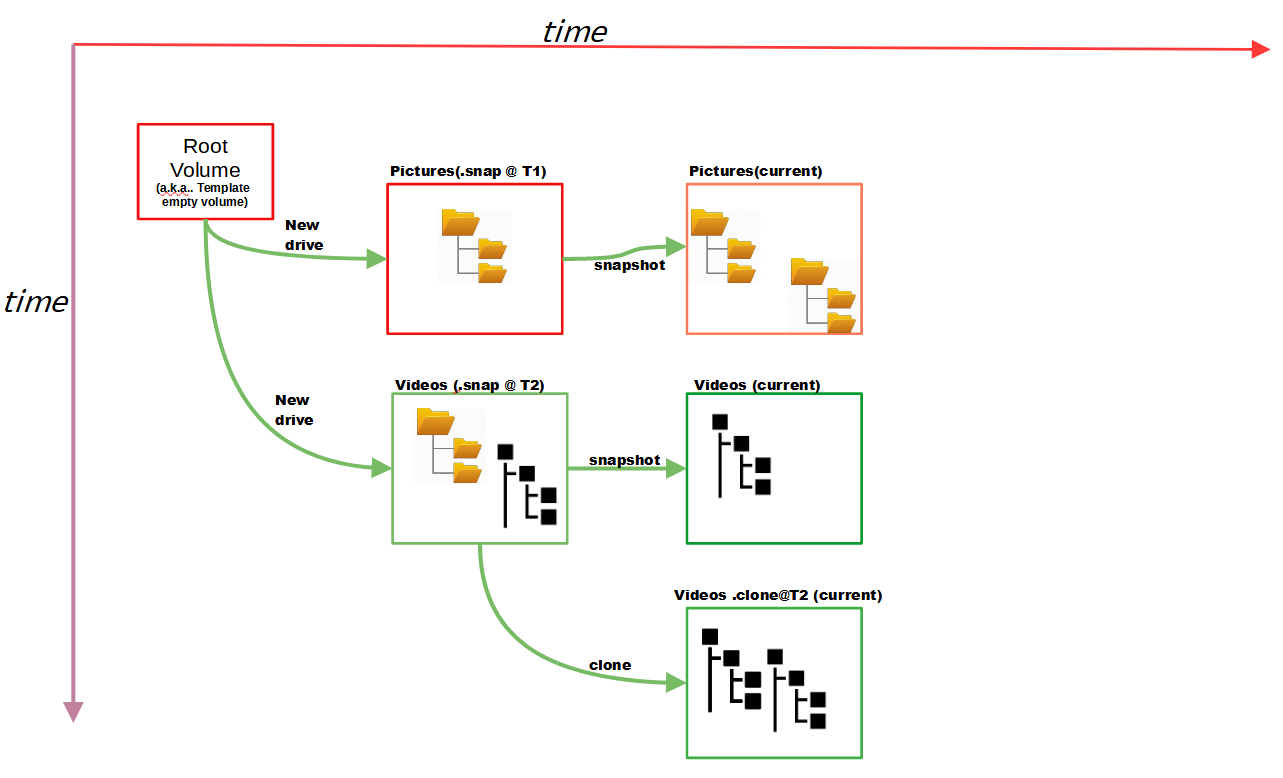 time
time
Root
Volume
(a.k.a.. Template
empty volume)
New
drive
Pictures(.snap @ T1)
snapshot
Pictures(current)
New
drive
Videos (.snap @ T2)
snapshot
Videos (current)
clone
Videos .clone@T2 (current)